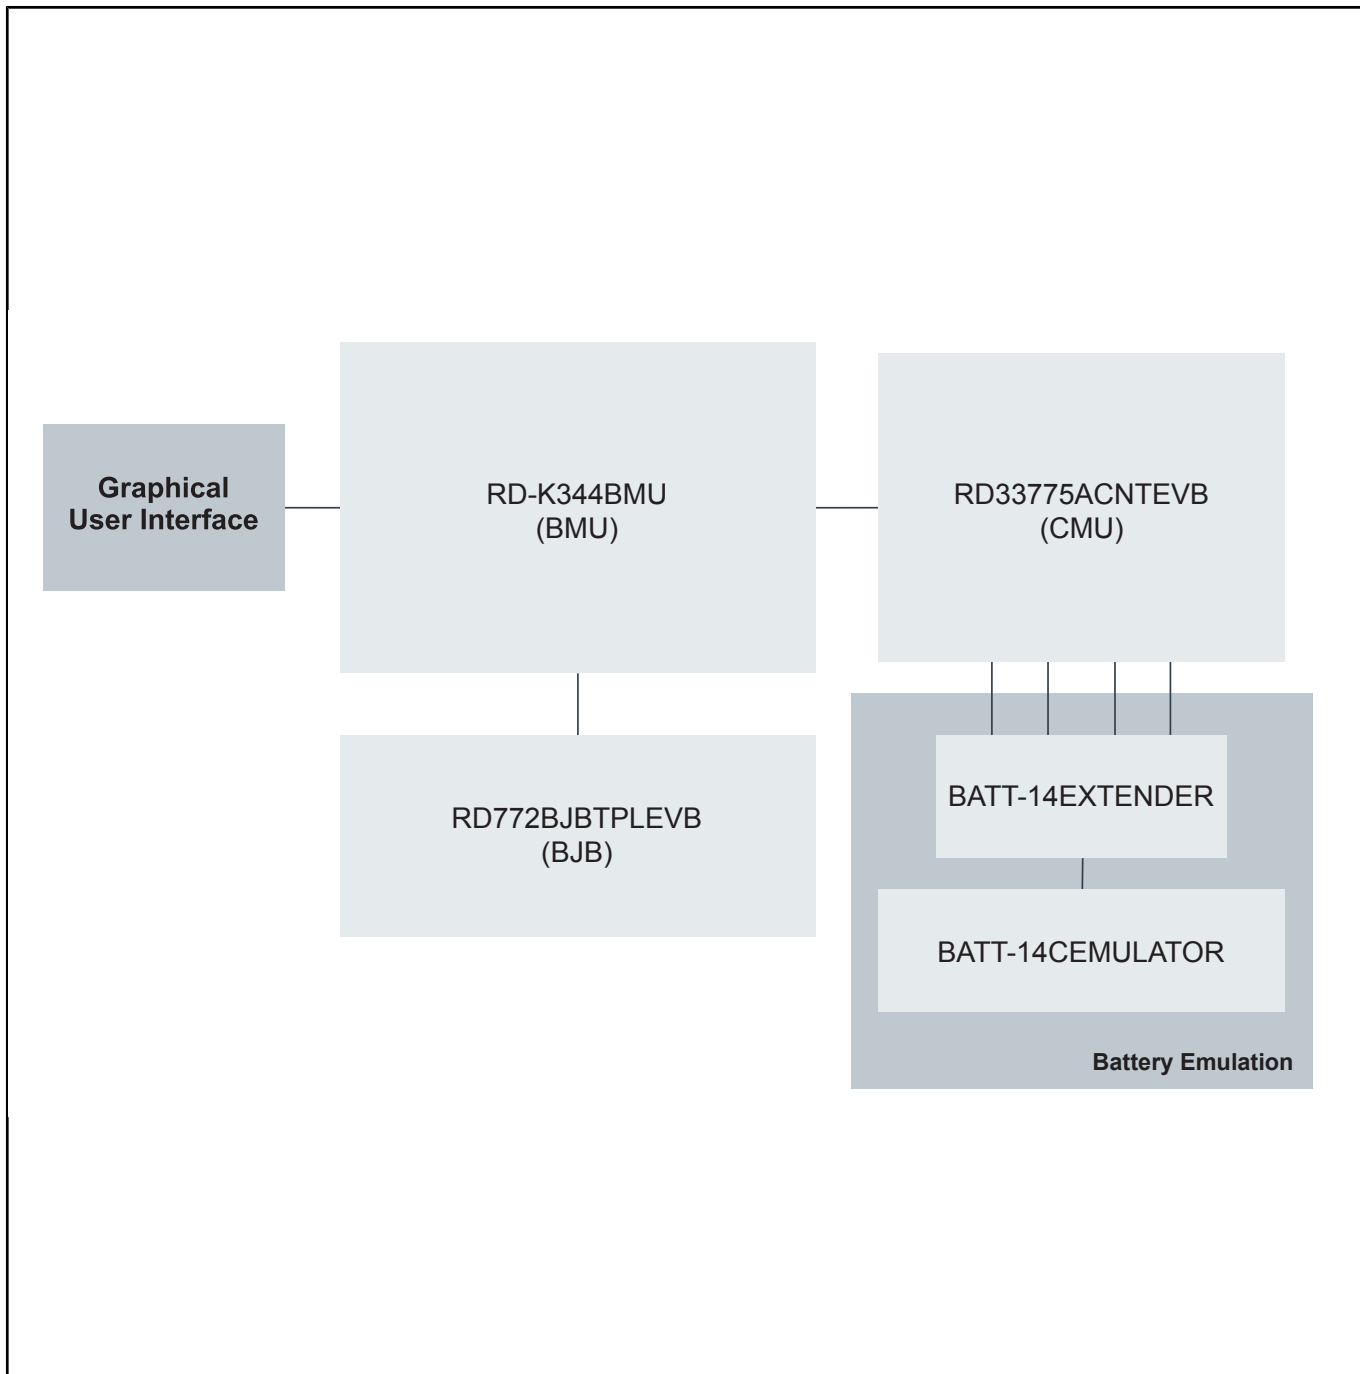 Graphical
User Interface
RD-K344BMU
(BMU)
RD33775ACNTEVB
(CMU)
RD772BJBTPLEVB
(BJB)
BATT-14EXTENDER
BATT-14CEMULATOR
Battery Emulation